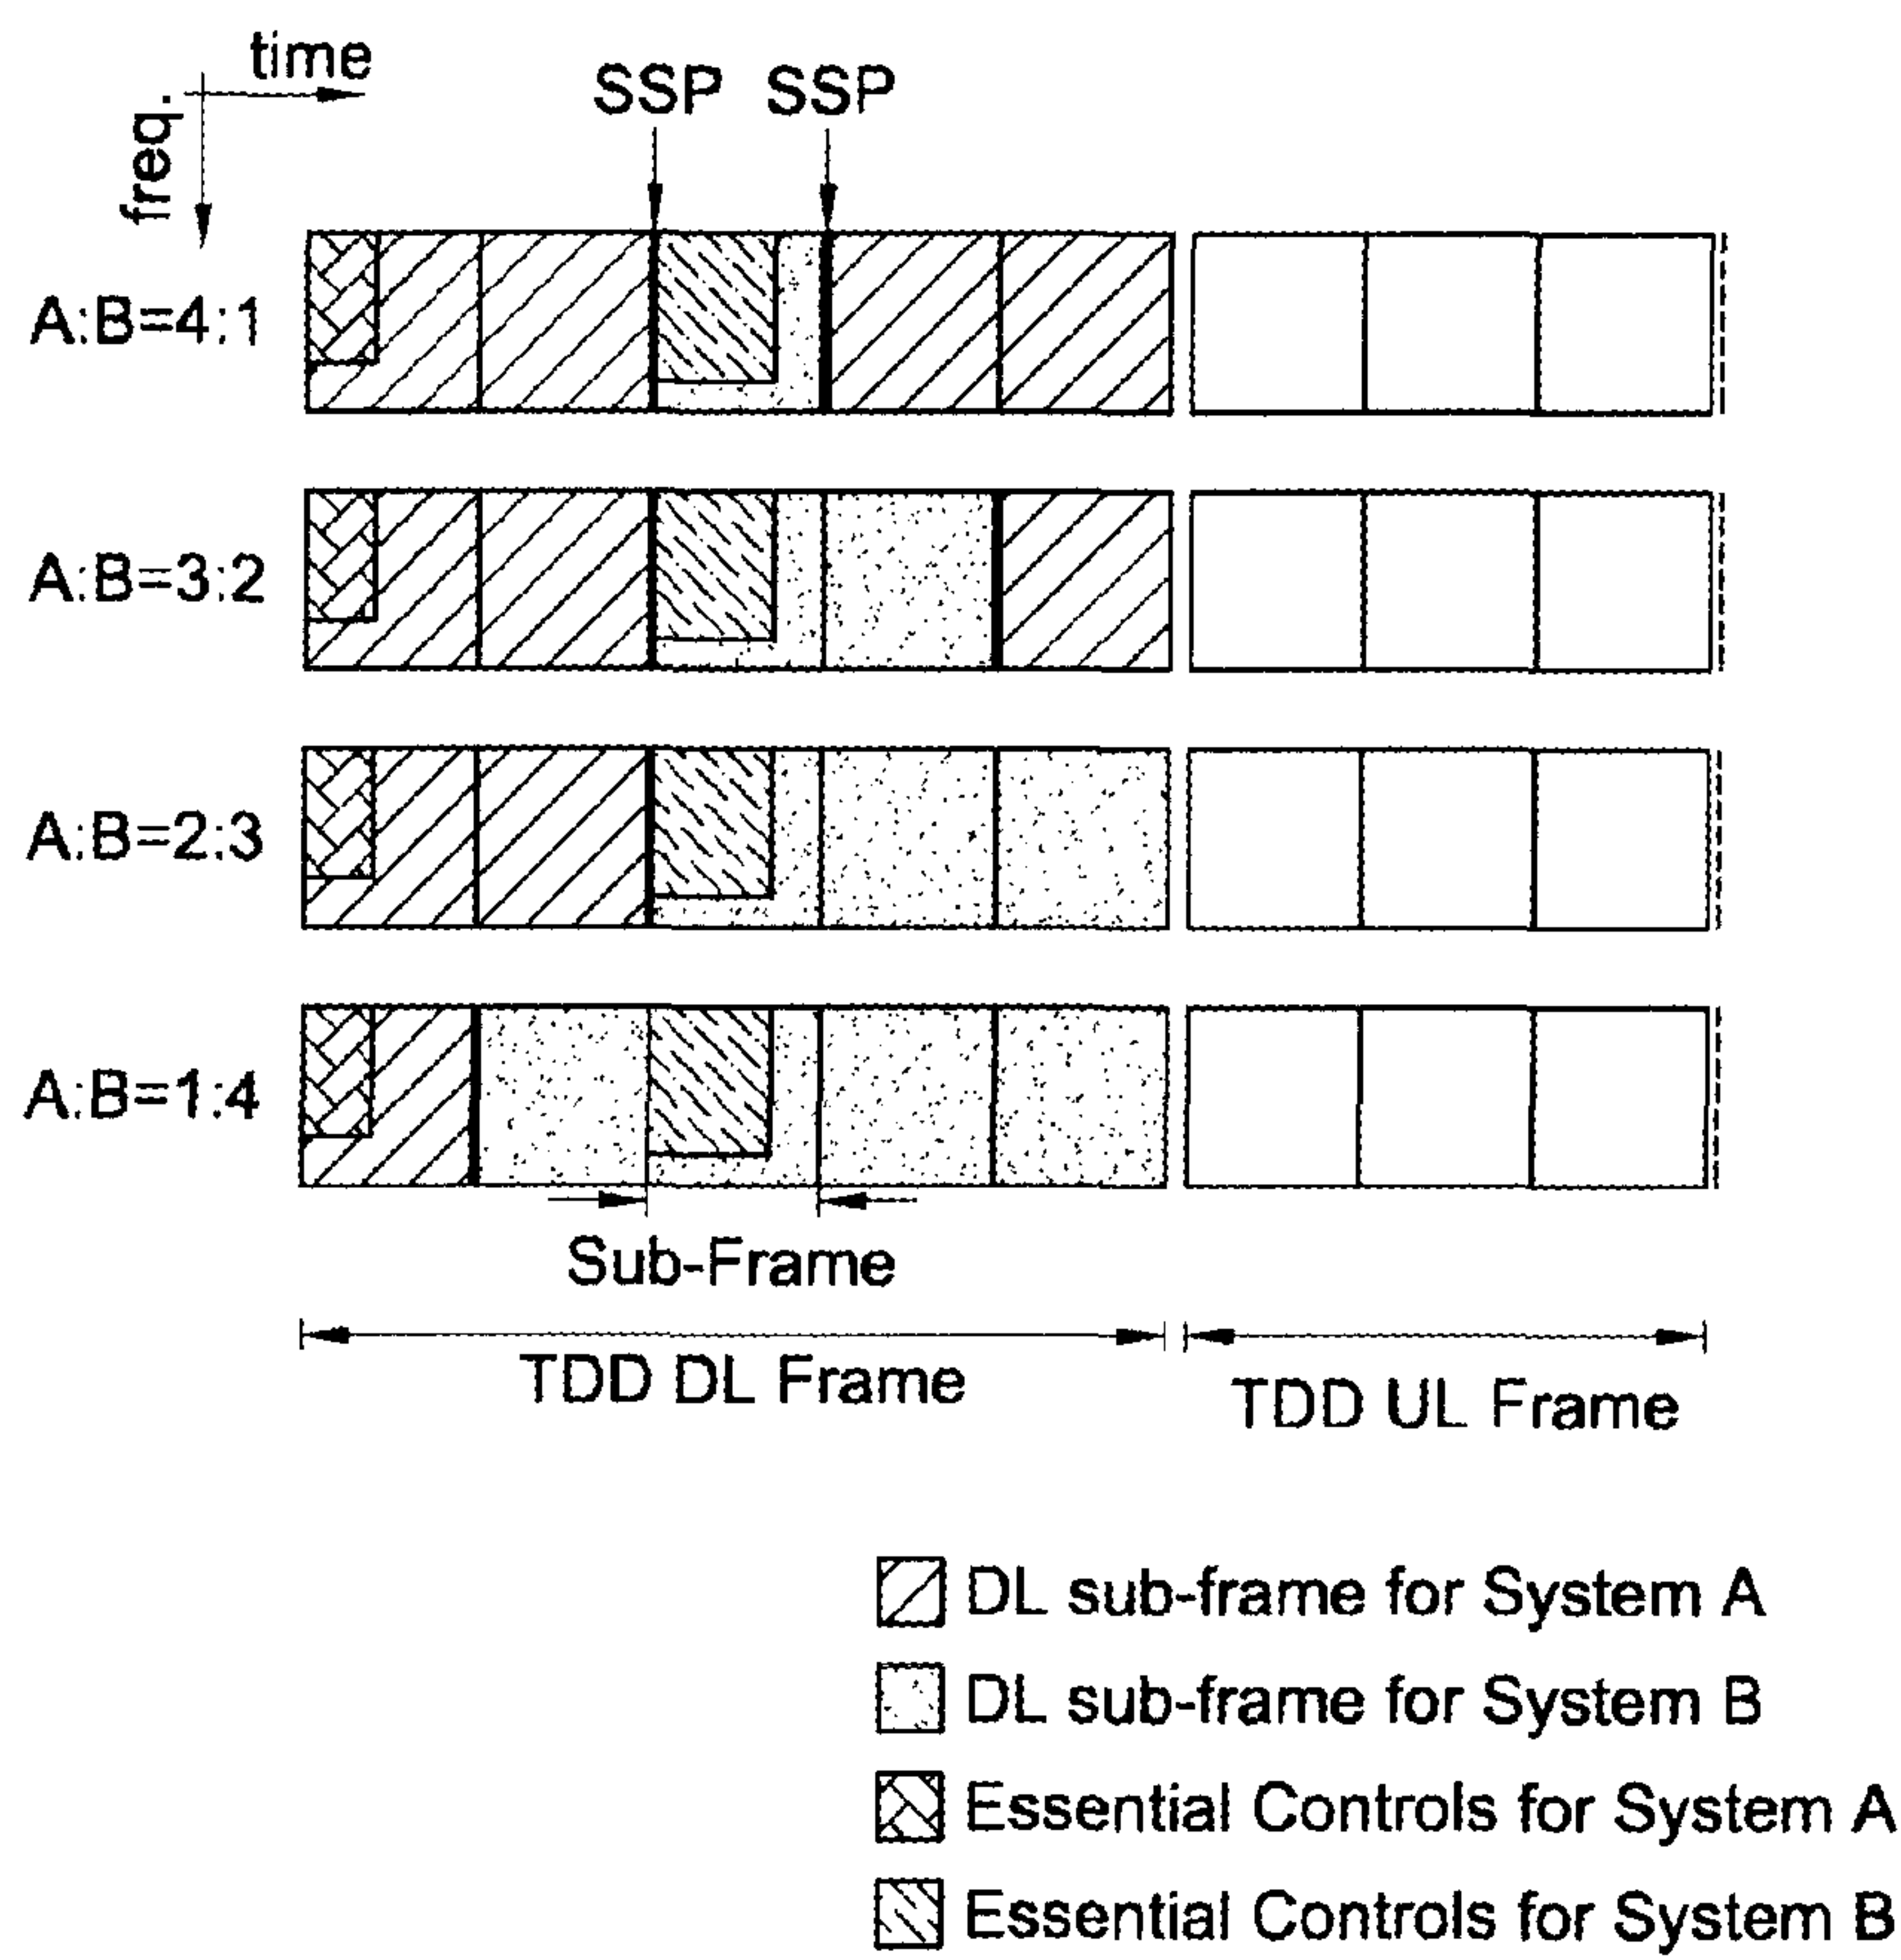 time
freq.
SSP SSP
A:B=4:1
A:B=3:2
A:B=2:3
A:B=1:4
Sub-Frame
TDD DL Frame
TDD UL Frame
DL sub-frame for System A
DL sub-frame for System B
Essential Controls for System A
Essential Controls for System B